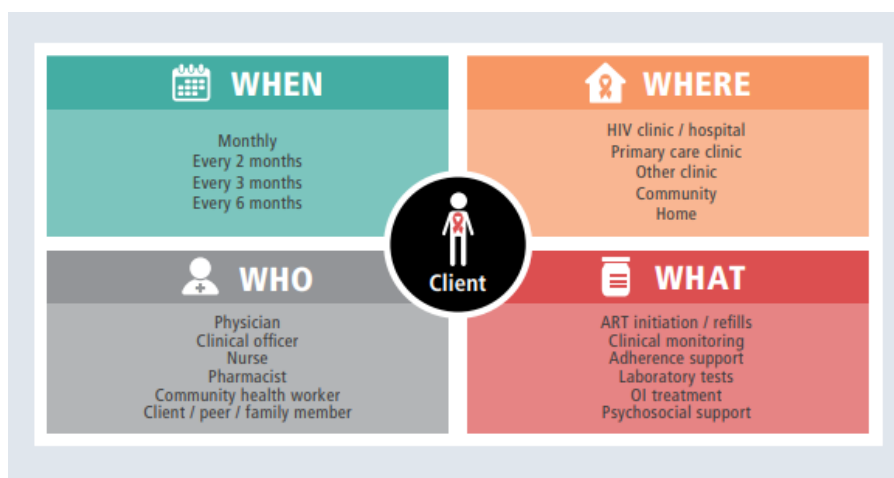 WHEN
Monthly
Every 2 months
Every 3 months
Every 6 months
WHERE
HIV clinic / hospital
Primary care clinic
Other clinic
Community
Home
Client
WHO
Physician
Clinical officer
Nurse
Pharmacist
Community health worker
Client / peer / family member
WHAT
ART initiation / refills
Clinical monitoring
Adherence support
Laboratory tests
OI treatment
Psychosocial support